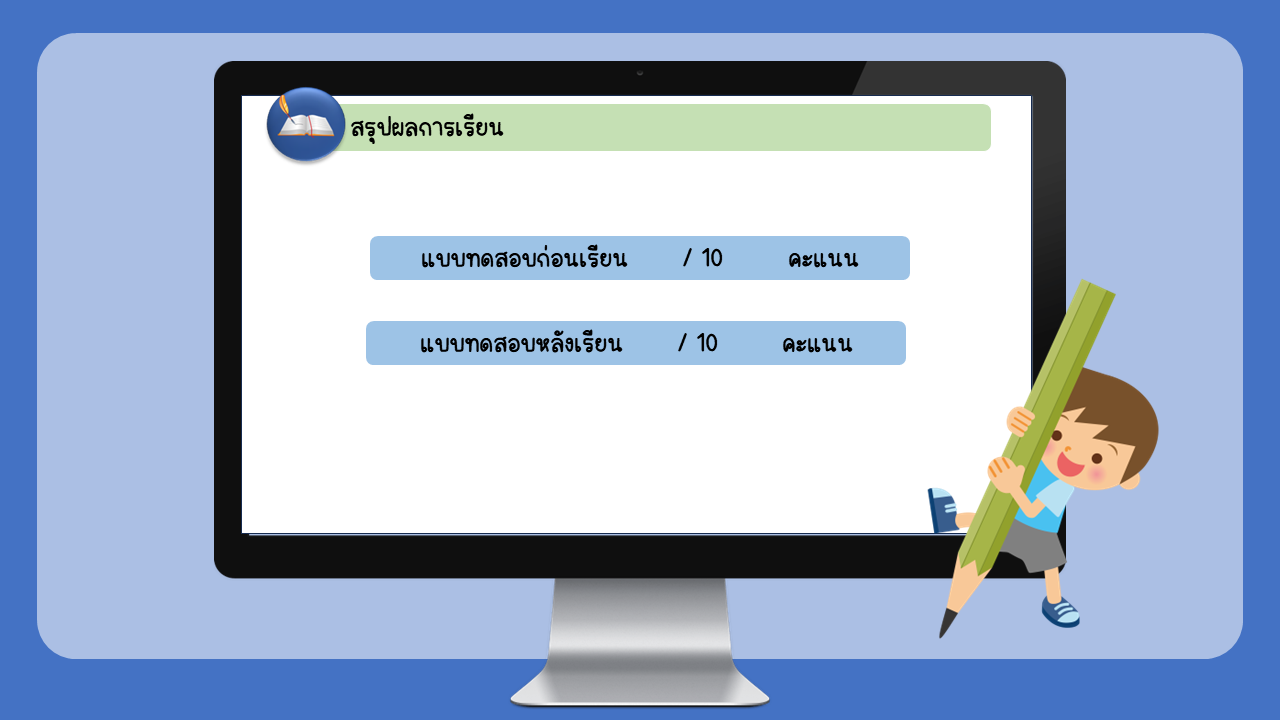 สรุปผลการเรียน
แบบทดสอบก่อนเรียน / 10 คะแนน
แบบทดสอบหลังเรียน / 10 คะแนน